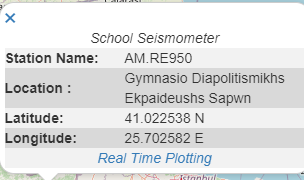 School Seismometer
Station Name: AM.RE950
Location : Gymnasio Diapolitismikhs
Ekpaideushs Sapwn
Latitude: 41.022538 N
Longitude: 25.702582 E
Real Time Plotting
Istanbul